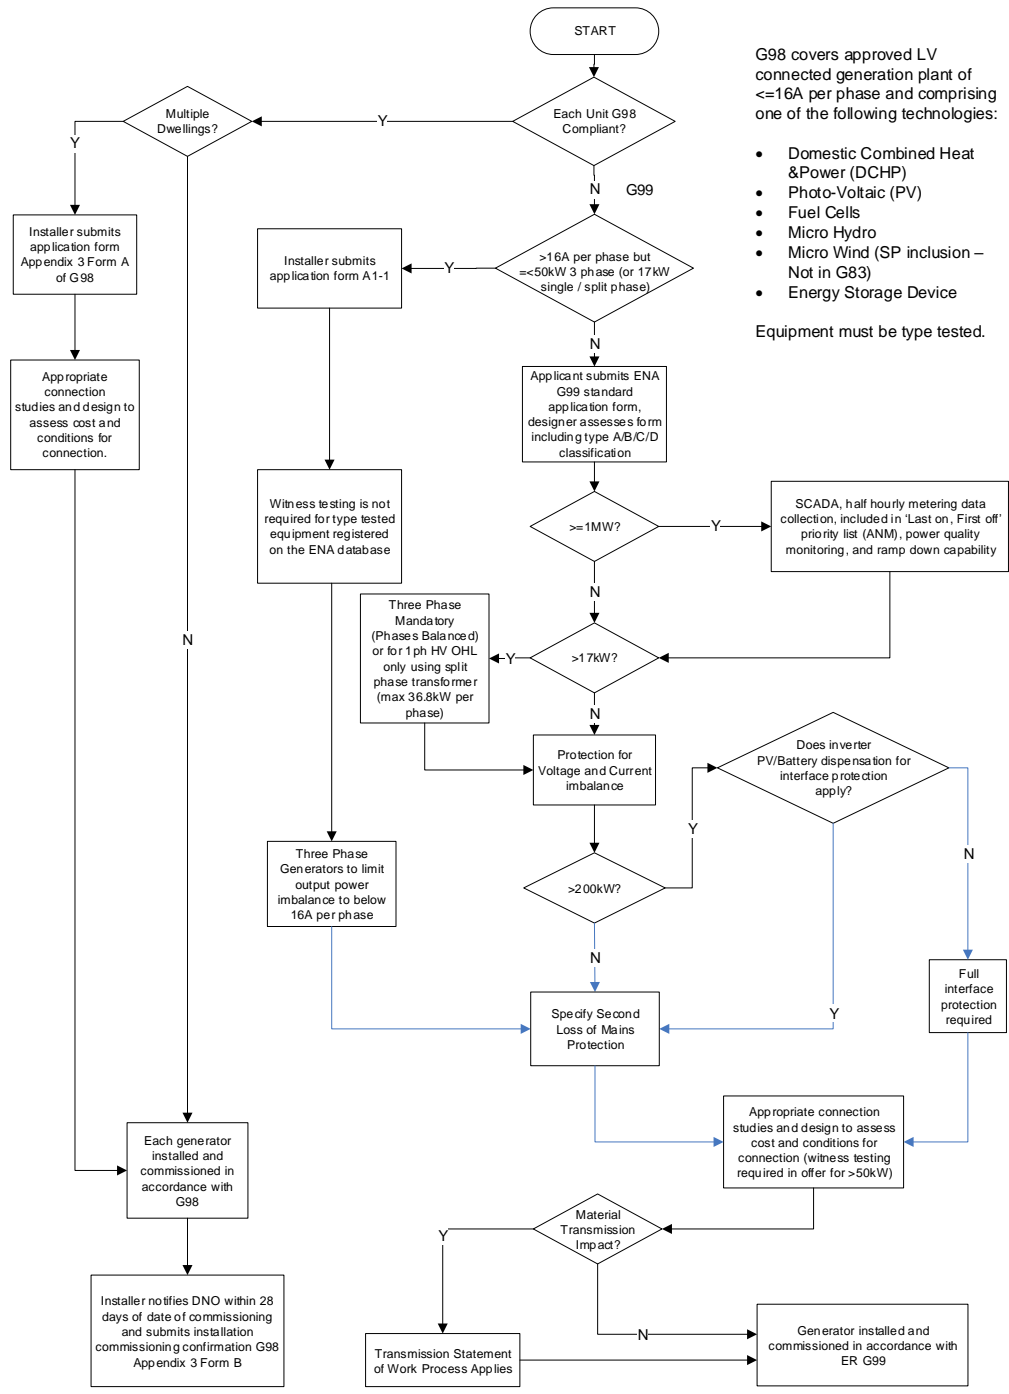 START
G98 covers approved LV
connected generation plant of
<=16A per phase and comprising
one of the following technologies:
• Domestic Combined Heat
&Power (DCHP)
• Photo-Voltaic (PV)
• Fuel Cells
• Micro Hydro
• Micro Wind (SP inclusion –
Not in G83)
• Energy Storage Device
Equipment must be type tested.
Each Unit G98
Compliant?
Y
Multiple
Dwellings?
Y
N
G99
Installer submits
application form
Appendix 3 Form A
of G98
Installer submits
application form A1-1
Y
>16A per phase but
=<50kW 3 phase (or 17kW
single / split phase)
N
Appropriate
connection
studies and design to
assess cost and
conditions for
connection.
Applicant submits ENA
G99 standard
application form,
designer assesses form
including type A/B/C/D
classification
Witness testing is not
required for type tested
equipment registered
on the ENA database
>=1MW?
Y
SCADA, half hourly metering data
collection, included in ‘Last on, First off’
priority list (ANM), power quality
monitoring, and ramp down capability
N
N
Three Phase
Mandatory
(Phases Balanced)
or for 1ph HV OHL
only using split
phase transformer
(max 36.8kW per
phase)
Y
>17kW?
N
Protection for
Voltage and Current
imbalance
Does inverter
PV/Battery dispensation for
interface protection
apply?
Y
N
Three Phase
Generators to limit
output power
imbalance to below
16A per phase
>200kW?
N
Specify Second
Loss of Mains
Protection
Y
Full
interface
protection
required
Appropriate connection
studies and design to assess
cost and conditions for
connection (witness testing
required in offer for >50kW)
Each generator
installed and
commissioned in
accordance with
G98
Material
Transmission
Impact?
Y
Installer notifies DNO within 28
days of date of commissioning
and submits installation
commissioning confirmation G98
Appendix 3 Form B
N
Transmission Statement
of Work Process Applies
Generator installed and
commissioned in accordance with
ER G99